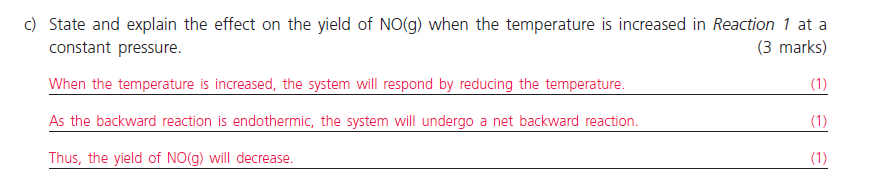 c) State and explain the effect on the yield of NO(g) when the temperature is increased in Reaction 1 at a
constant pressure. (3 marks)
When the temperature is increased, the system will respond by reducing the temperature. (1)
As the backward reaction is endothermic, the system will undergo a net backward reaction. (1)
Thus, the yield of NO(g) will decrease. (1)